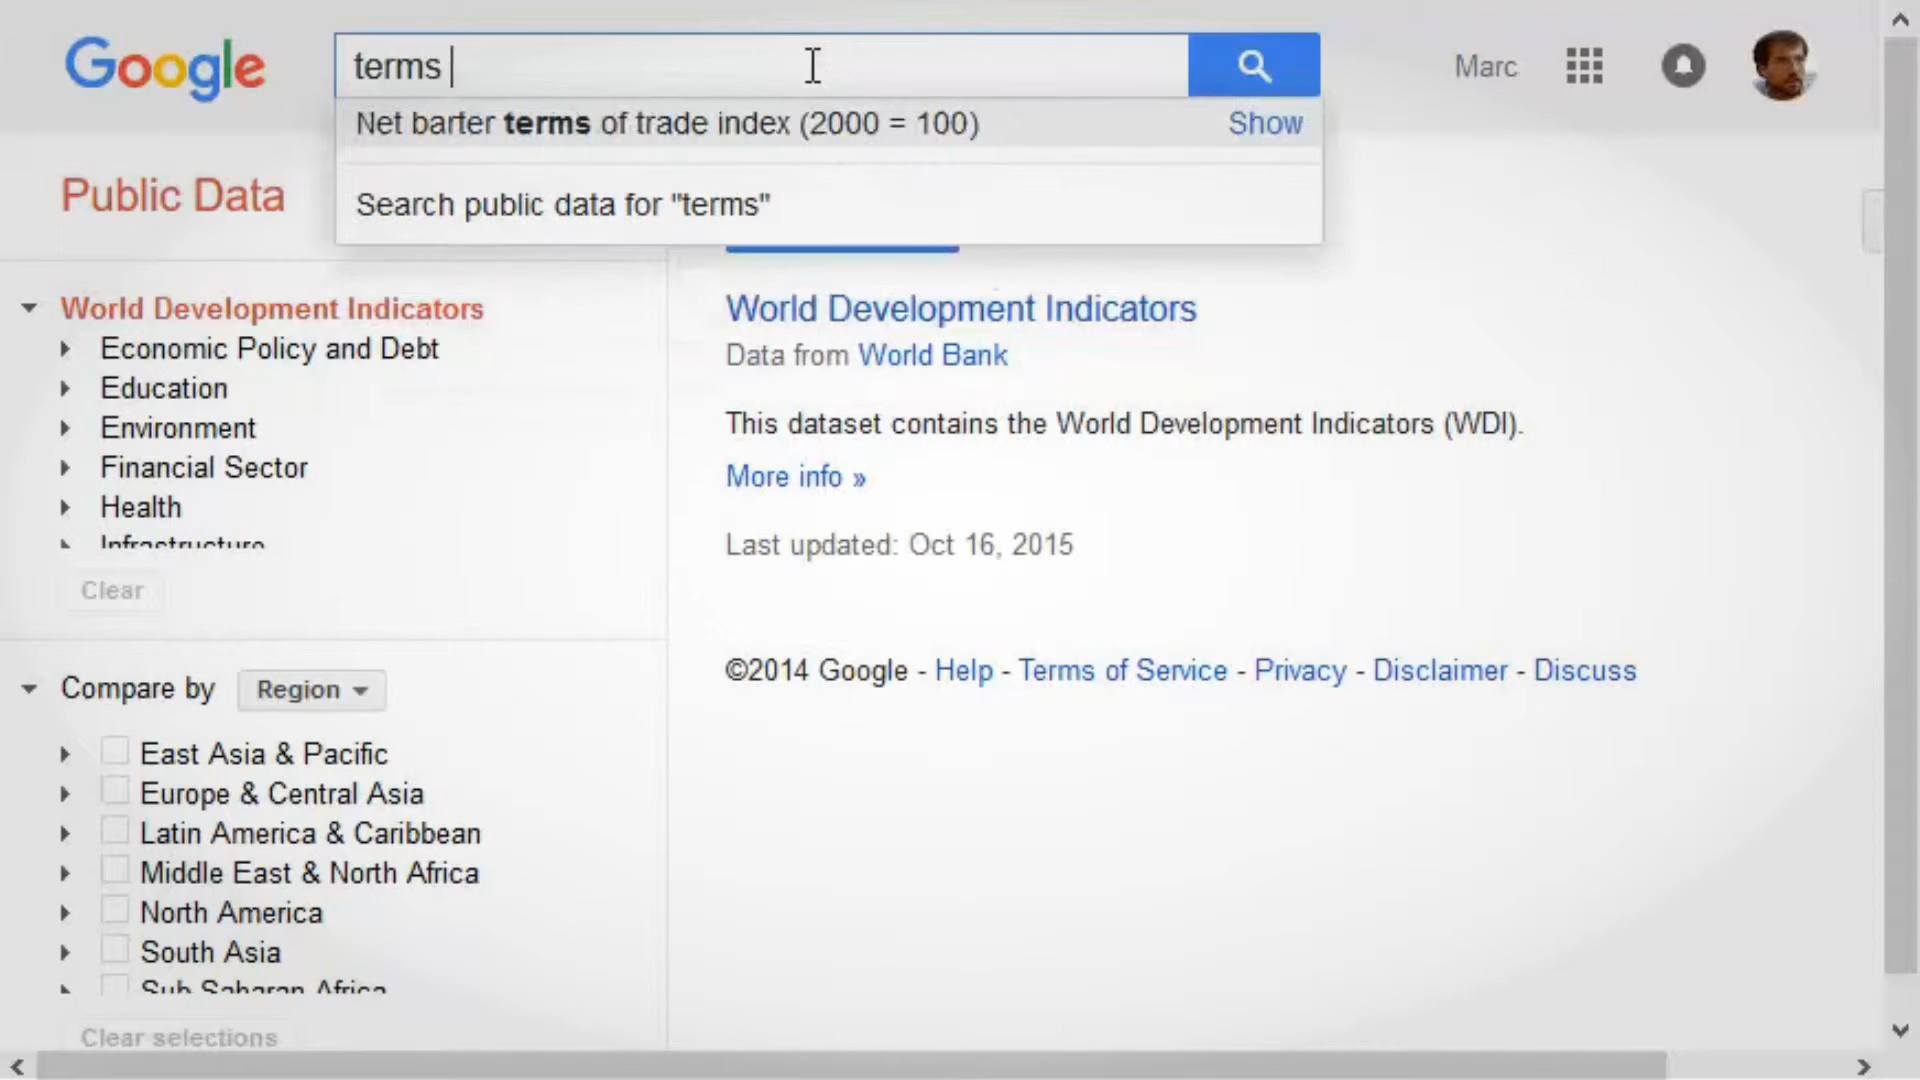 Google
terms
Marc
Net barter terms of trade index (2000 = 100) Show
Search public data for "terms"
Public Data
World Development Indicators
Economic Policy and Debt
Education
Environment
Financial Sector
Health
Infrastructure
Clear
Compare by Region
East Asia & Pacific
Europe & Central Asia
Latin America & Caribbean
Middle East & North Africa
North America
South Asia
Sub Saharan Africa
Clear selections
World Development Indicators
Data from World Bank
This dataset contains the World Development Indicators (WDI).
More info »
Last updated: Oct 16, 2015
©2014 Google - Help - Terms of Service - Privacy - Disclaimer - Discuss